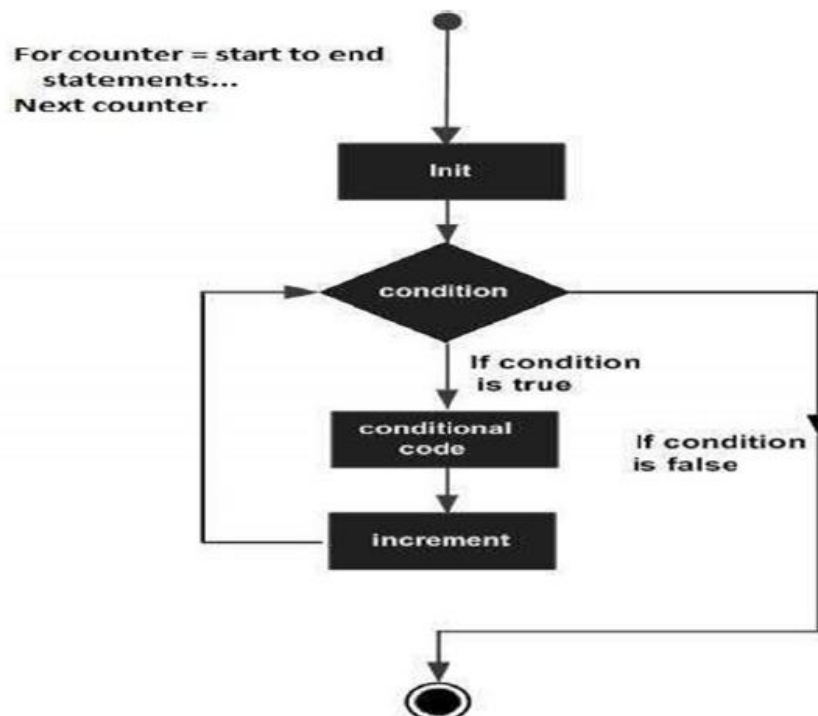 For counter = start to end
statements...
Next counter
Init
condition
If condition
is true
conditional
code
If condition
is false
increment